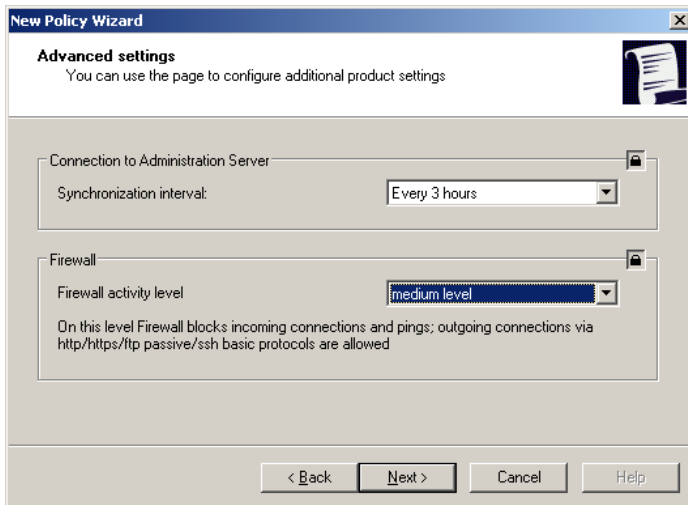 New Policy Wizard
Advanced settings
You can use the page to configure additional product settings
Connection to Administration Server
Synchronization interval:
Every 3 hours
Firewall
Firewall activity level
medium level
On this level Firewall blocks incoming connections and pings; outgoing connections via
http/https/ftp passive/ssh basic protocols are allowed
< Back
Next >
Cancel
Help